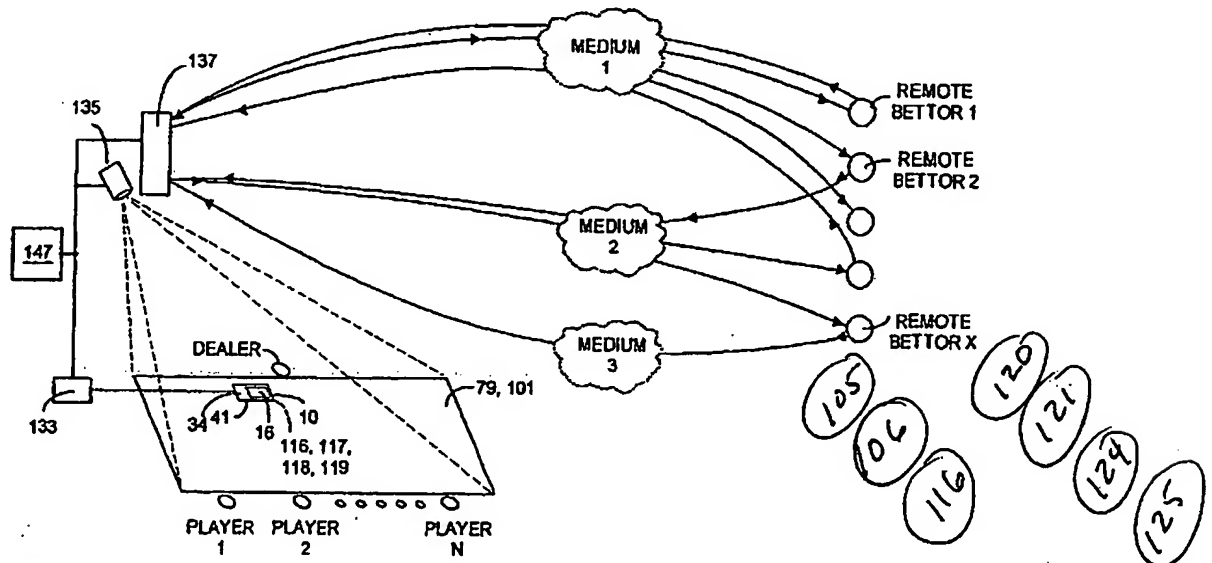 137
135
147
133
MEDIUM
1
MEDIUM
2
MEDIUM
3
REMOTE
BETTOR 1
REMOTE
BETTOR 2
REMOTE
BETTOR X
DEALER
79, 101
34
41
16
10
116, 117,
118, 119
PLAYER
1
PLAYER
2
PLAYER
N
105
06
116
120
121
124
125